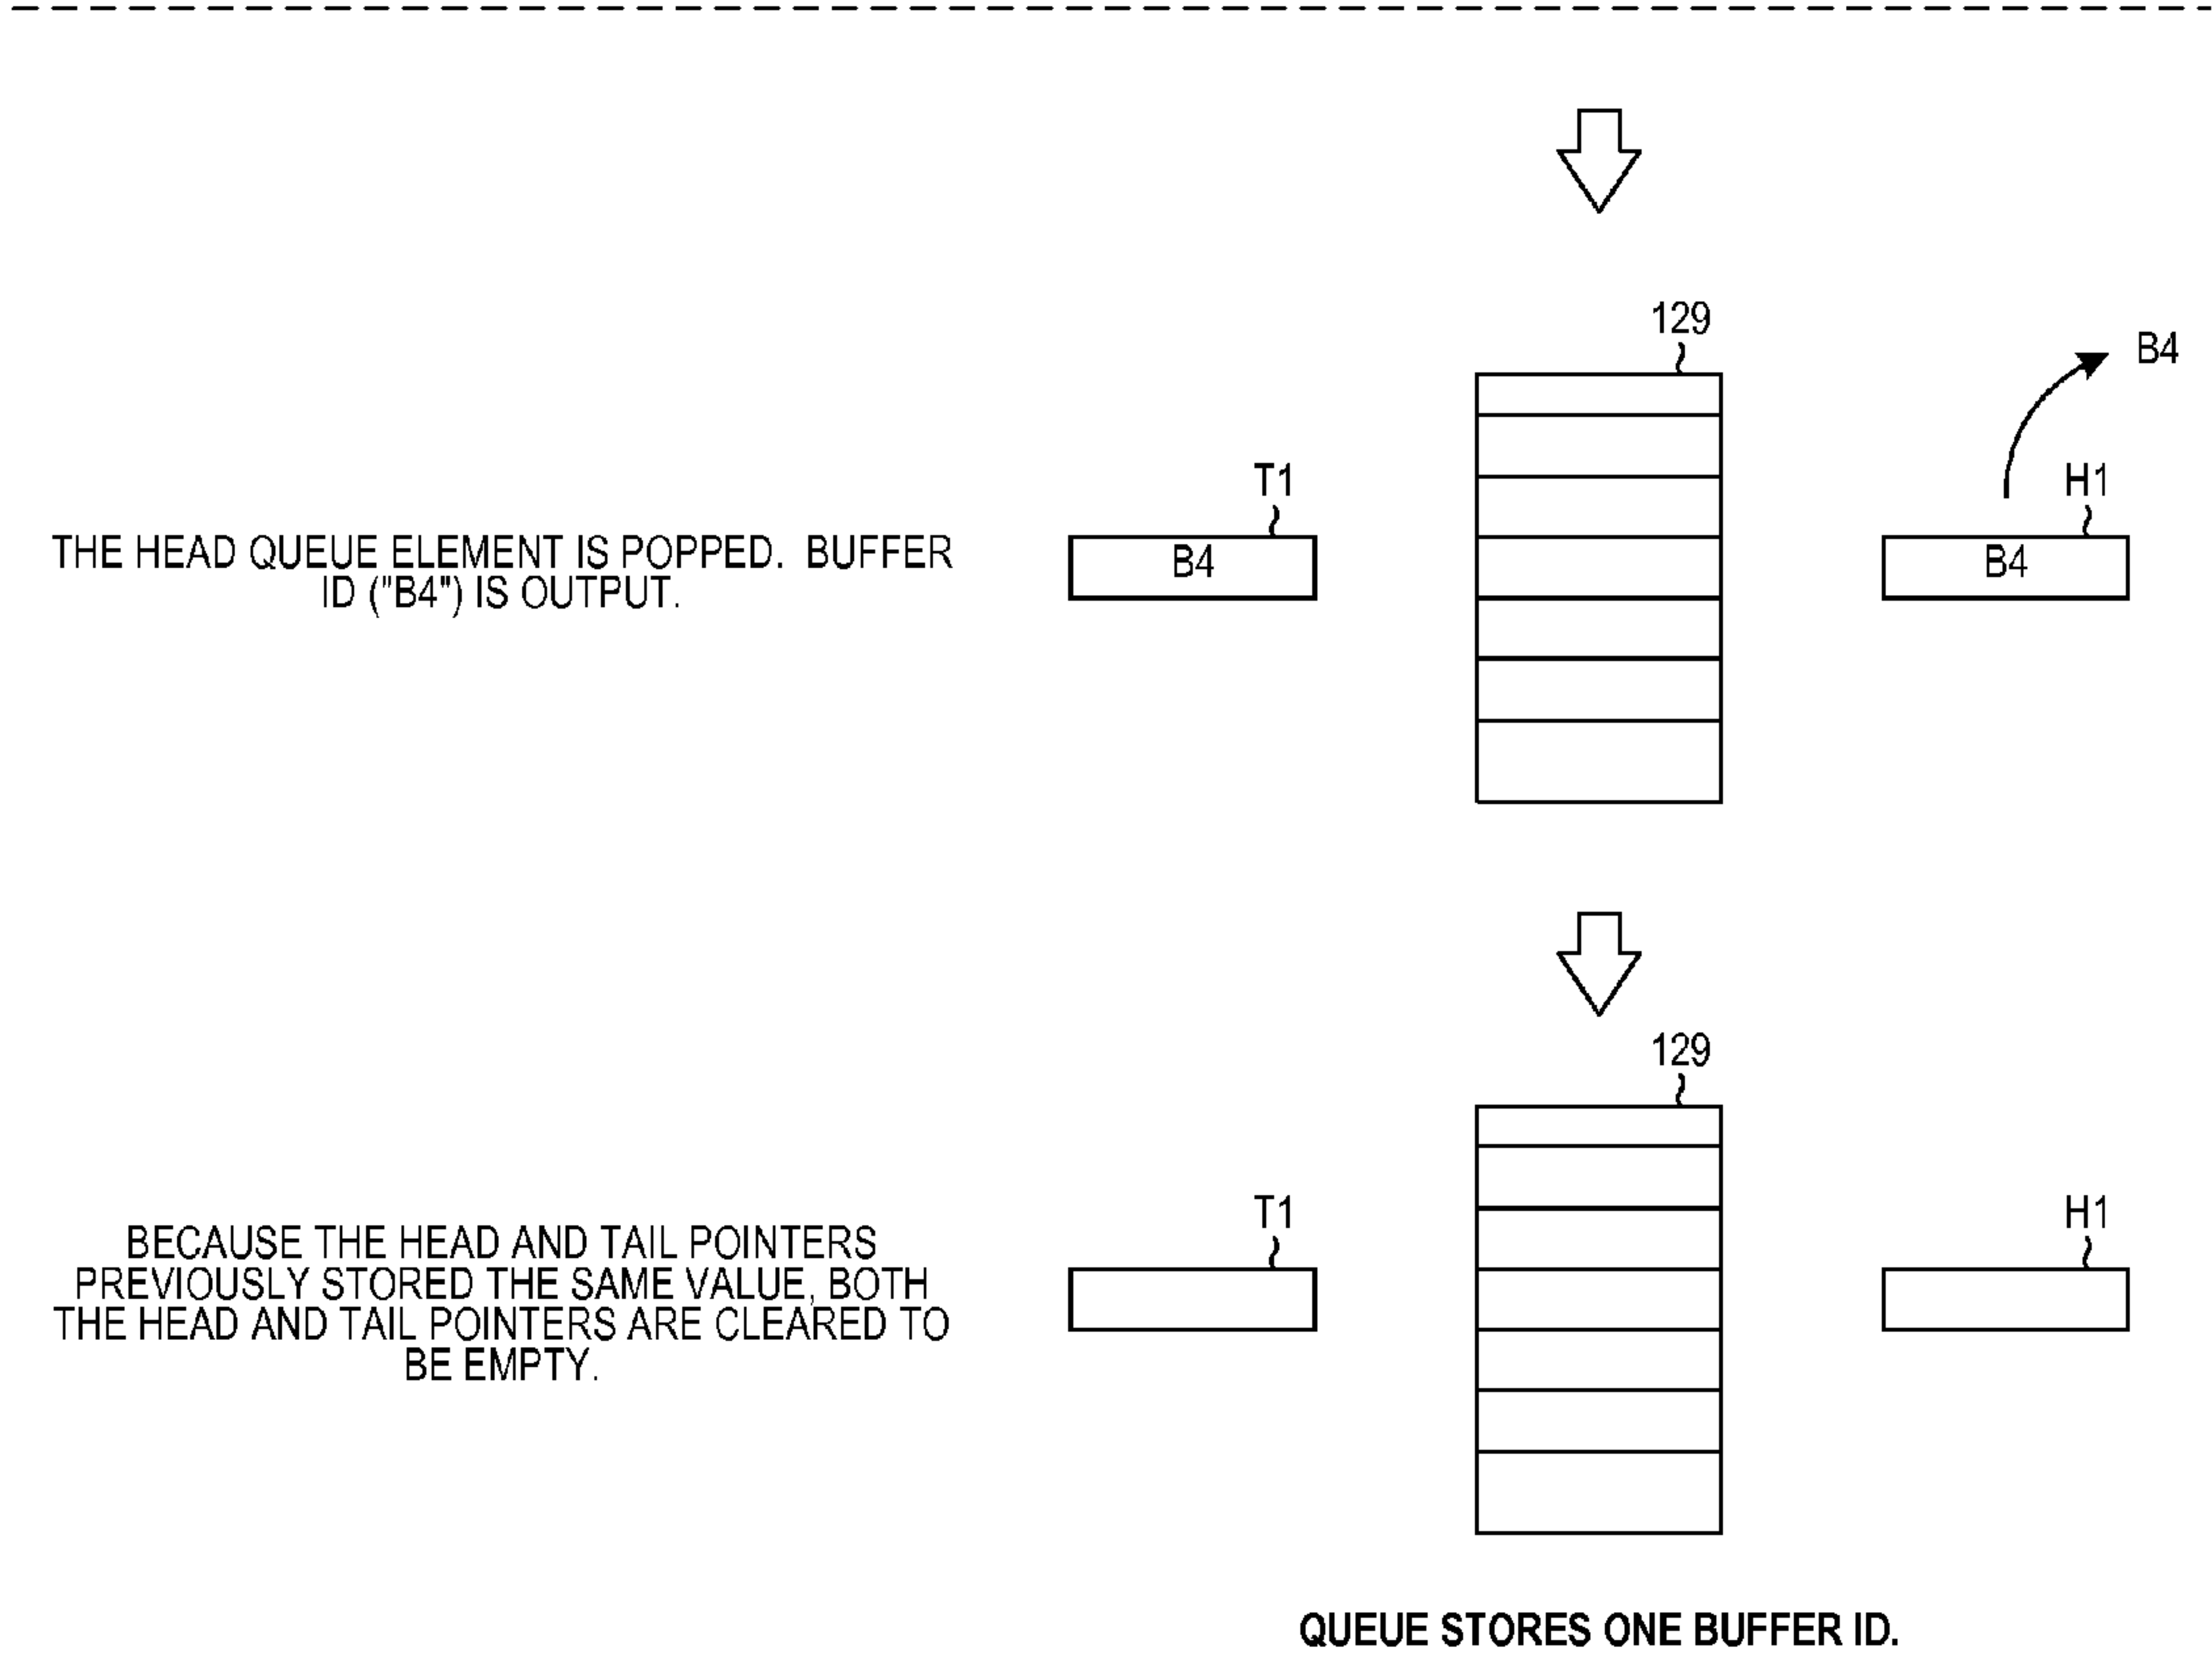 129
B4
T1
H1
THE HEAD QUEUE ELEMENT IS POPPED. BUFFER
ID ("B4") IS OUTPUT.
B4
B4
129
T1
H1
BECAUSE THE HEAD AND TAIL POINTERS
PREVIOUSLY STORED THE SAME VALUE, BOTH
THE HEAD AND TAIL POINTERS ARE CLEARED TO
BE EMPTY.
QUEUE STORES ONE BUFFER ID.